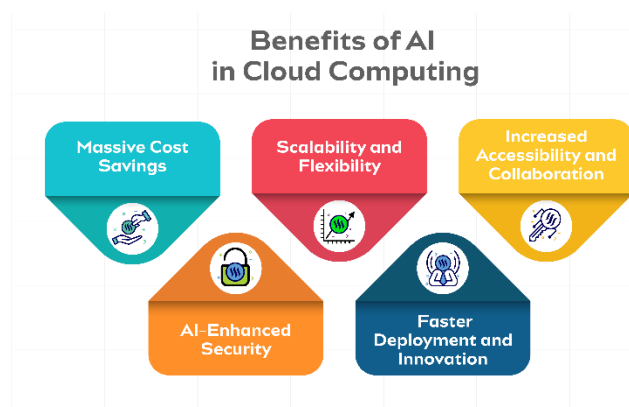 Benefits of AI
in Cloud Computing
Massive Cost
Savings
Scalability and
Flexibility
Increased
Accessibility and
Collaboration
AI-Enhanced
Security
Faster
Deployment and
Innovation